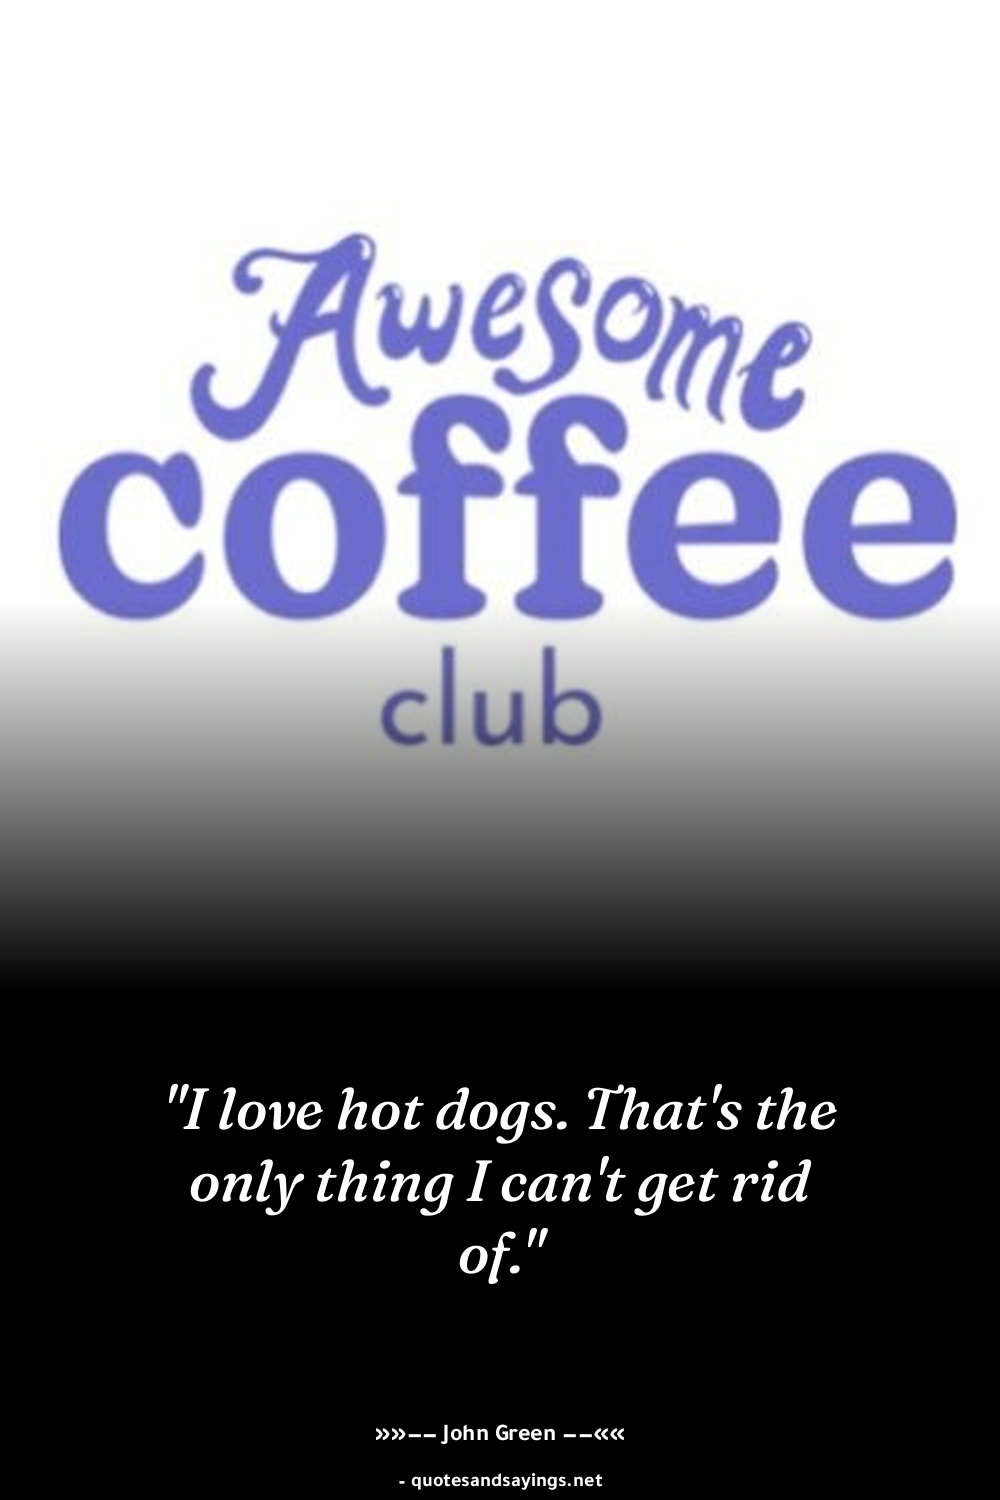 Awesome
coffee
club
"I love hot dogs. That's the
only thing I can't get rid
of."
»»−− John Green −−««
- quotesandsayings.net